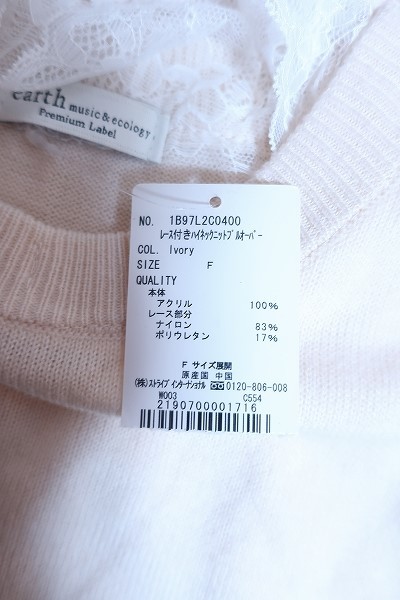 earth music&ecology
Premium Label
NO. 1B97L2C0400
レース付きハイネックニットプルオーバー
COL. Ivory
SIZE F
QUALITY
本体
アクリル 100%
レース部分
ナイロン 83%
ポリウレタン 17%
F サイズ展開
原産国 中国
(株)ストライプ インターナショナル 0120-806-008
W003 C554
2190700001716